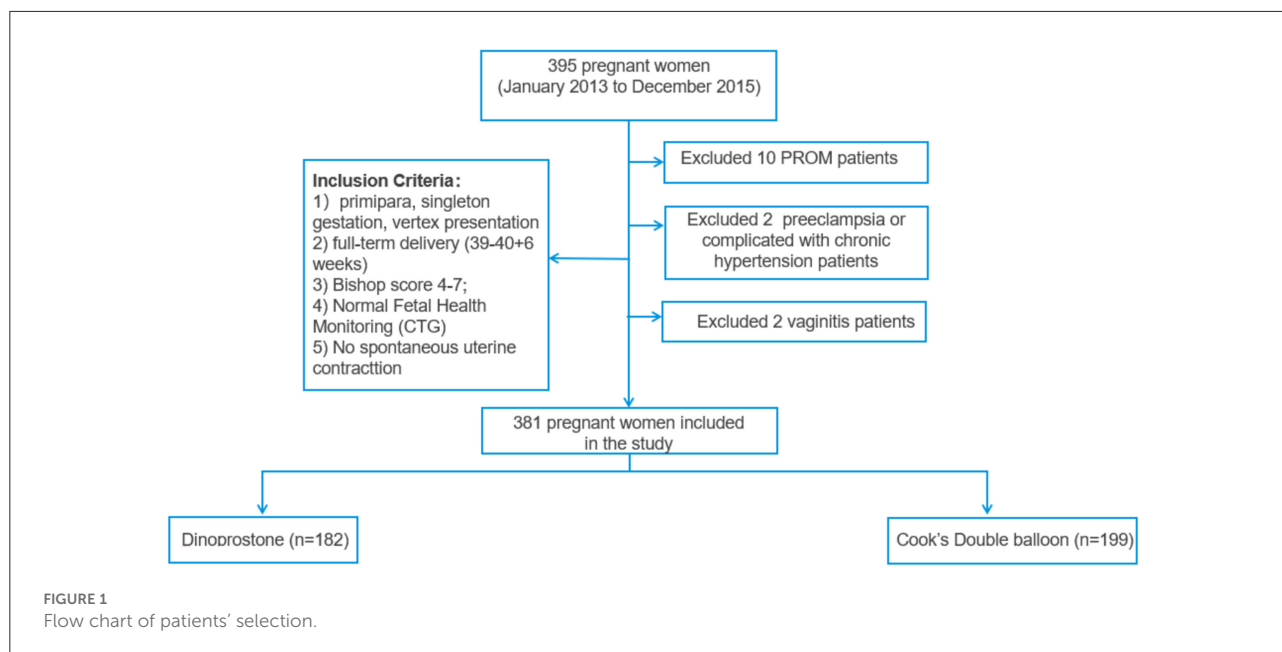 395 pregnant women
(January 2013 to December 2015)
Excluded 10 PROM patients
Inclusion Criteria:
1） primipara, singleton
gestation, vertex presentation
2) full-term delivery (39-40+6
weeks)
3) Bishop score 4-7;
4) Normal Fetal Health
Monitoring (CTG)
5) No spontaneous uterine
contracttion
Excluded 2 preeclampsia or
complicated with chronic
hypertension patients
Excluded 2 vaginitis patients
381 pregnant women included
in the study
Dinoprostone (n=182)
Cook's Double balloon (n=199)
FIGURE 1
Flow chart of patients' selection.